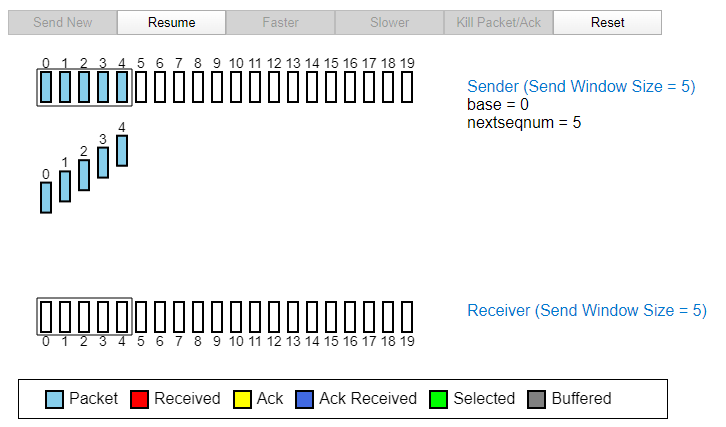 Send New Resume Faster Slower Kill Packet/Ack Reset
0 1 2 3 4 5 6 7 8 9 10 11 12 13 14 15 16 17 18 19
Sender (Send Window Size = 5)
base = 0
nextseqnum = 5
4
3
2
1
0
Receiver (Send Window Size = 5)
0 1 2 3 4 5 6 7 8 9 10 11 12 13 14 15 16 17 18 19
Packet Received Ack Ack Received Selected Buffered